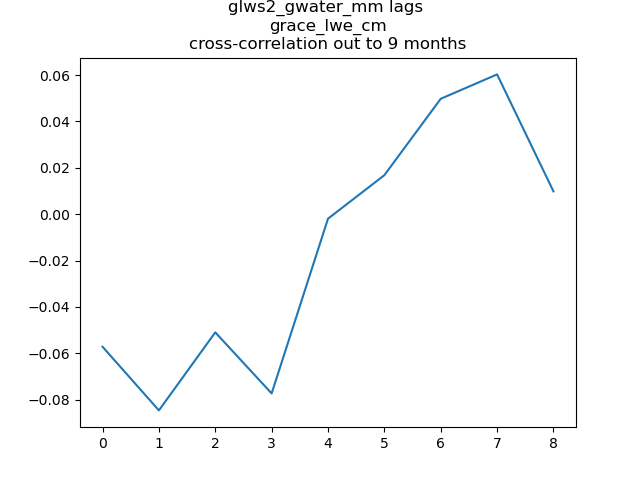 glws2_gwater_mm lags
grace_lwe_cm
cross-correlation out to 9 months
0.06
0.04
0.02
0.00
−0.02
−0.04
−0.06
−0.08
0 1 2 3 4 5 6 7 8